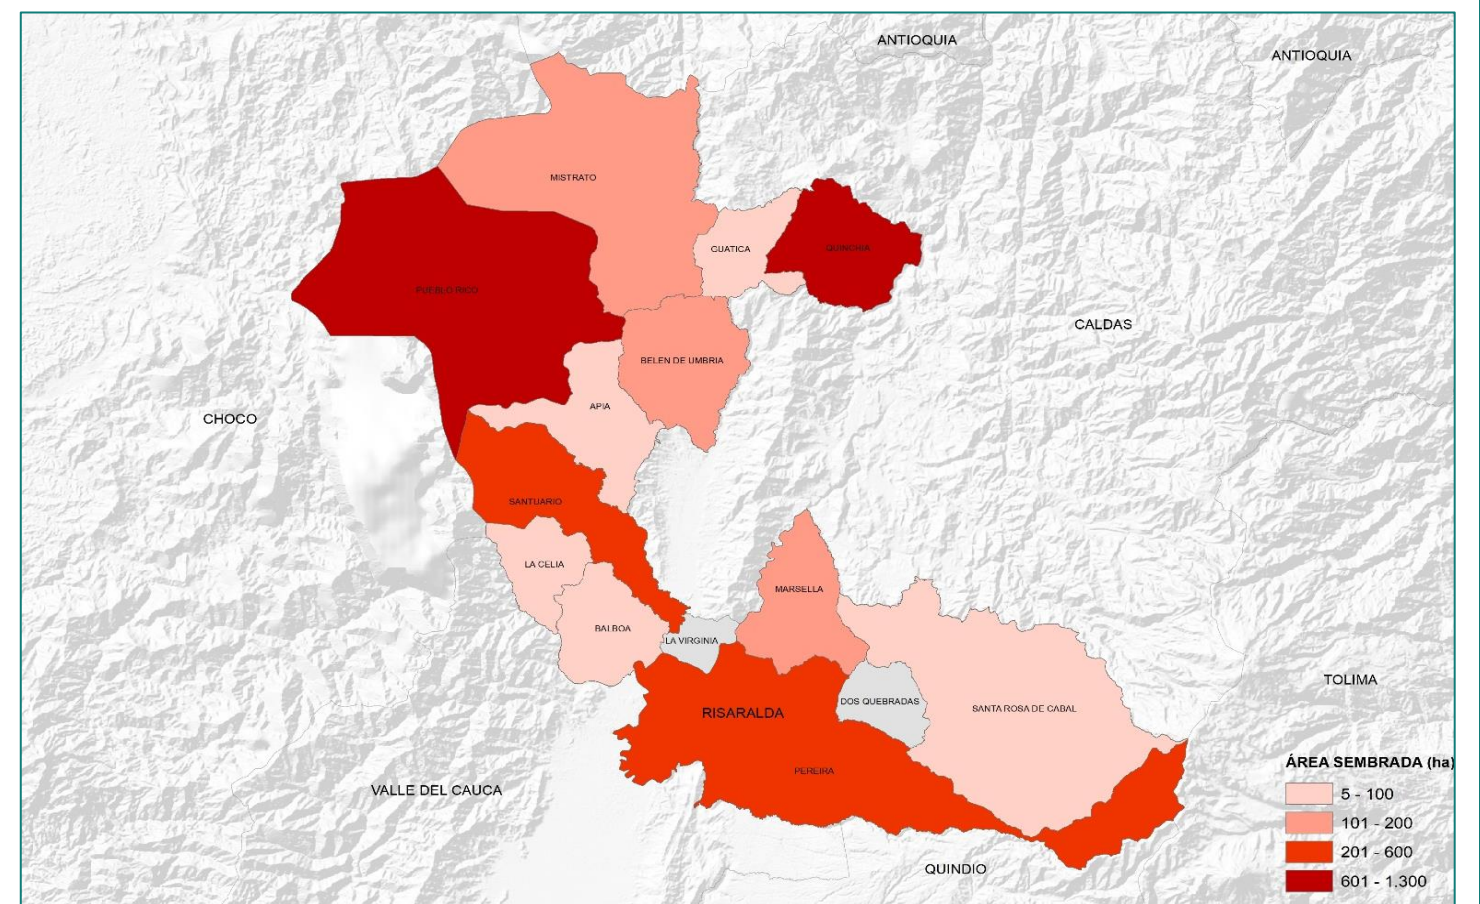 ANTIOQUIA
ANTIOQUIA
MISTRATO
GUATICA
QUINCHIA
PUEBLO RICO
CALDAS
BELEN DE UMBRIA
CHOCO
APIA
SANTUARIO
LA CELIA
MARSELLA
BALBOA
LA VIRGINIA
TOLIMA
DOS QUEBRADAS
SANTA ROSA DE CABAL
RISARALDA
PEREIRA
VALLE DEL CAUCA
QUINDIO
ÁREA SEMBRADA (ha)
5 - 100
101 - 200
201 - 600
601 - 1.300